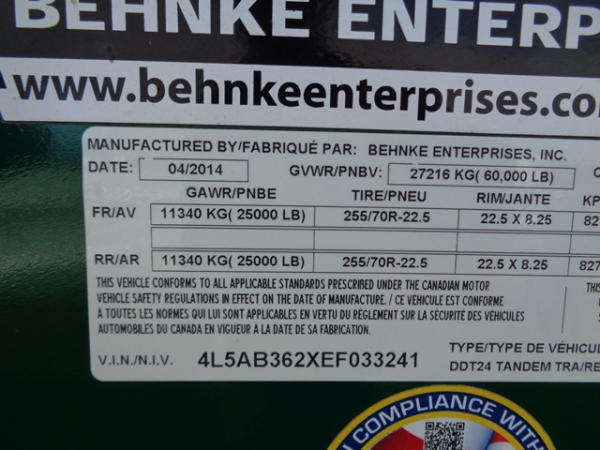 BEHNKE ENTERP
www.behnkeenterprises.co
MANUFACTURED BY/FABRIQUÉ PAR: BEHNKE ENTERPRISES, INC.
DATE: 04/2014 GVWR/PNBV: 27216 KG( 60,000 LB) C
GAWR/PNBE TIRE/PNEU RIM/JANTE KP
FR/AV 11340 KG( 25000 LB) 255/70R-22.5 22.5 X 8.25 82
RR/AR 11340 KG( 25000 LB) 255/70R-22.5 22.5 X 8.25 827
THIS VEHICLE CONFORMS TO ALL APPLICABLE STANDARDS PRESCRIBED UNDER THE CANADIAN MOTOR THIS
VEHICLE SAFETY REGULATIONS IN EFFECT ON THE DATE OF MANUFACTURE. / CE VÉHICULE EST CONFORME
À TOUTES LES NORMES QUI LUI SONT APPLICABLES EN VERTU DU RÈGLEMENT SUR LA SÉCURITÉ DES VÉHICULES
AUTOMOBILES DU CANADA EN VIGUEUR À LA DATE DE SA FABRICATION.
V.I.N./N.I.V. 4L5AB362XEF033241 TYPE/TYPE DE VÉHICUL
DDT24 TANDEM TRA/RE
IN COMPLIANCE WITH